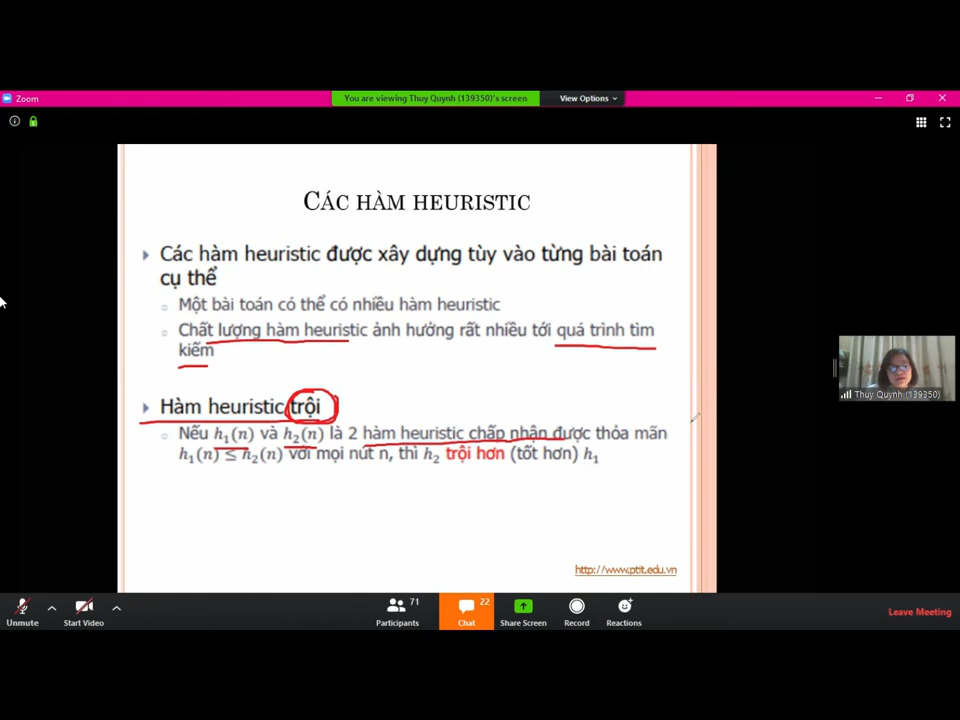 Zoom
You are viewing Thuy Quynh (139350)'s screen
View Options
CÁC HÀM HEURISTIC
Các hàm heuristic được xây dựng tùy vào từng bài toán
cụ thể
Một bài toán có thể có nhiều hàm heuristic
Chất lượng hàm heuristic ảnh hưởng rất nhiều tới quá trình tìm
kiếm
Hàm heuristic trội
Nếu h₁(n) và h₂(n) là 2 hàm heuristic chấp nhận được thỏa mãn
h₁(n) ≤ h₂(n) với mọi nút n, thì h₂ trội hơn (tốt hơn) h₁
http://www.ptit.edu.vn
Thuy Quynh (139350)
Unmute
Start Video
Participants
71
Chat
22
Share Screen
Record
Reactions
Leave Meeting